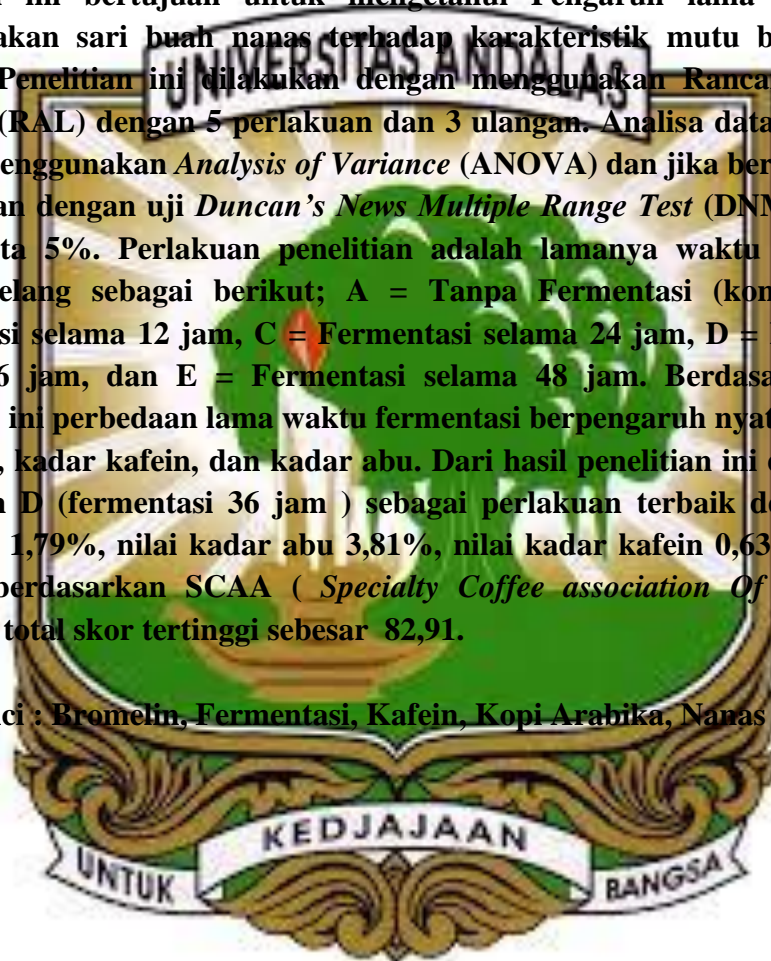 ini bertujuan untuk mengetahui Pengaruh lama
akan sari buah nanas terhadap karakteristik mutu b
Penelitian ini dilakukan dengan menggunakan Ranca
(RAL) dengan 5 perlakuan dan 3 ulangan. Analisa data
enggunakan Analysis of Variance (ANOVA) dan jika ber
an dengan uji Duncan’s News Multiple Range Test (DNM
ta 5%. Perlakuan penelitian adalah lamanya waktu
elang sebagai berikut; A = Tanpa Fermentasi (kon
si selama 12 jam, C = Fermentasi selama 24 jam, D =
6 jam, dan E = Fermentasi selama 48 jam. Berdasa
ini perbedaan lama waktu fermentasi berpengaruh nyat
, kadar kafein, dan kadar abu. Dari hasil penelitian ini
n D (fermentasi 36 jam ) sebagai perlakuan terbaik de
1,79%, nilai kadar abu 3,81%, nilai kadar kafein 0,63
berdasarkan SCAA ( Specialty Coffee association Of
total skor tertinggi sebesar 82,91.
ci : Bromelin, Fermentasi, Kafein, Kopi Arabika, Nanas
UNIVERSITAS ANDALAS
KEDJAJAAN
UNTUK BANGSA